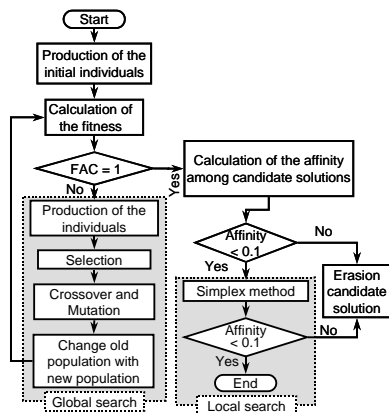 Start
Production of the
initial individuals
Calculation of
the fitness
FAC = 1
Yes
No
Calculation of the affinity
among candidate solutions
Production of the
individuals
Selection
Crossover and
Mutation
Change old
population with
new population
Global search
Affinity
< 0.1
No
Yes
Erasion
candidate
solution
Simplex method
Affinity
< 0.1
No
Yes
End
Local search